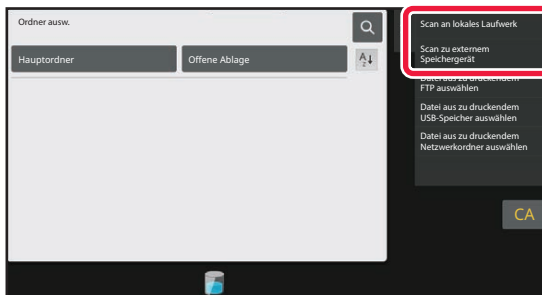 Ordner ausw.
Hauptordner
Offene Ablage
A
Z
Scan an lokales Laufwerk
Scan zu externem
Speichergerät
Datei aus zu druckendem
FTP auswählen
Datei aus zu druckendem
USB-Speicher auswählen
Datei aus zu druckendem
Netzwerkordner auswählen
CA